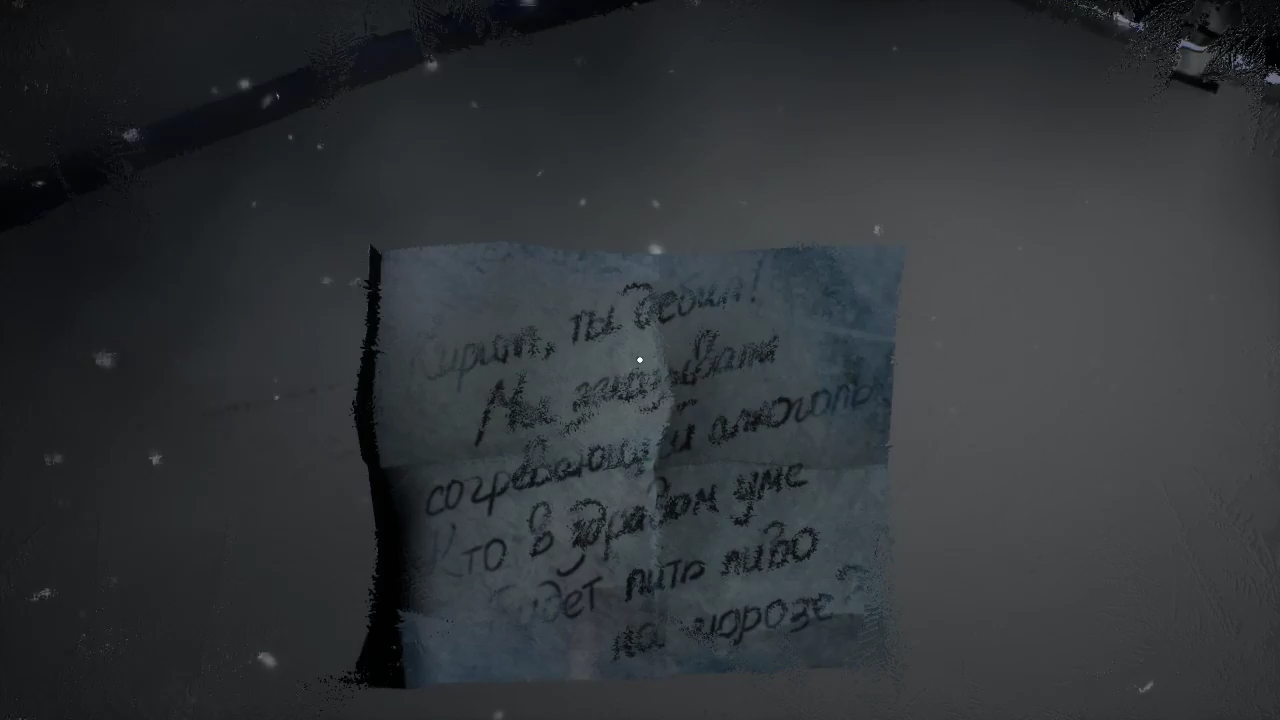 Кирилл, ты дебил!
Мы заказывали
согревающий алкоголь
Кто в здравом уме
будет пить пиво
на морозе?